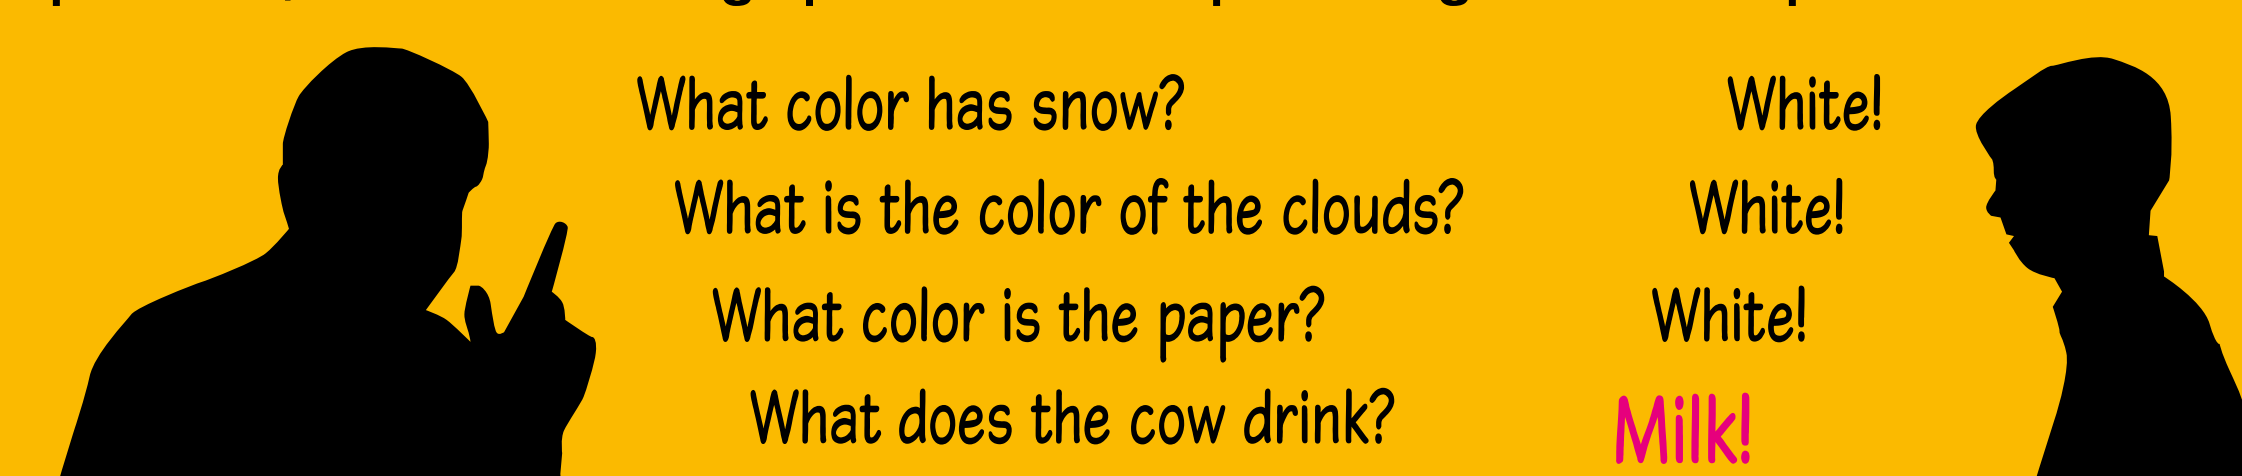 What color has snow? White!
What is the color of the clouds? White!
What color is the paper? White!
What does the cow drink? Milk!